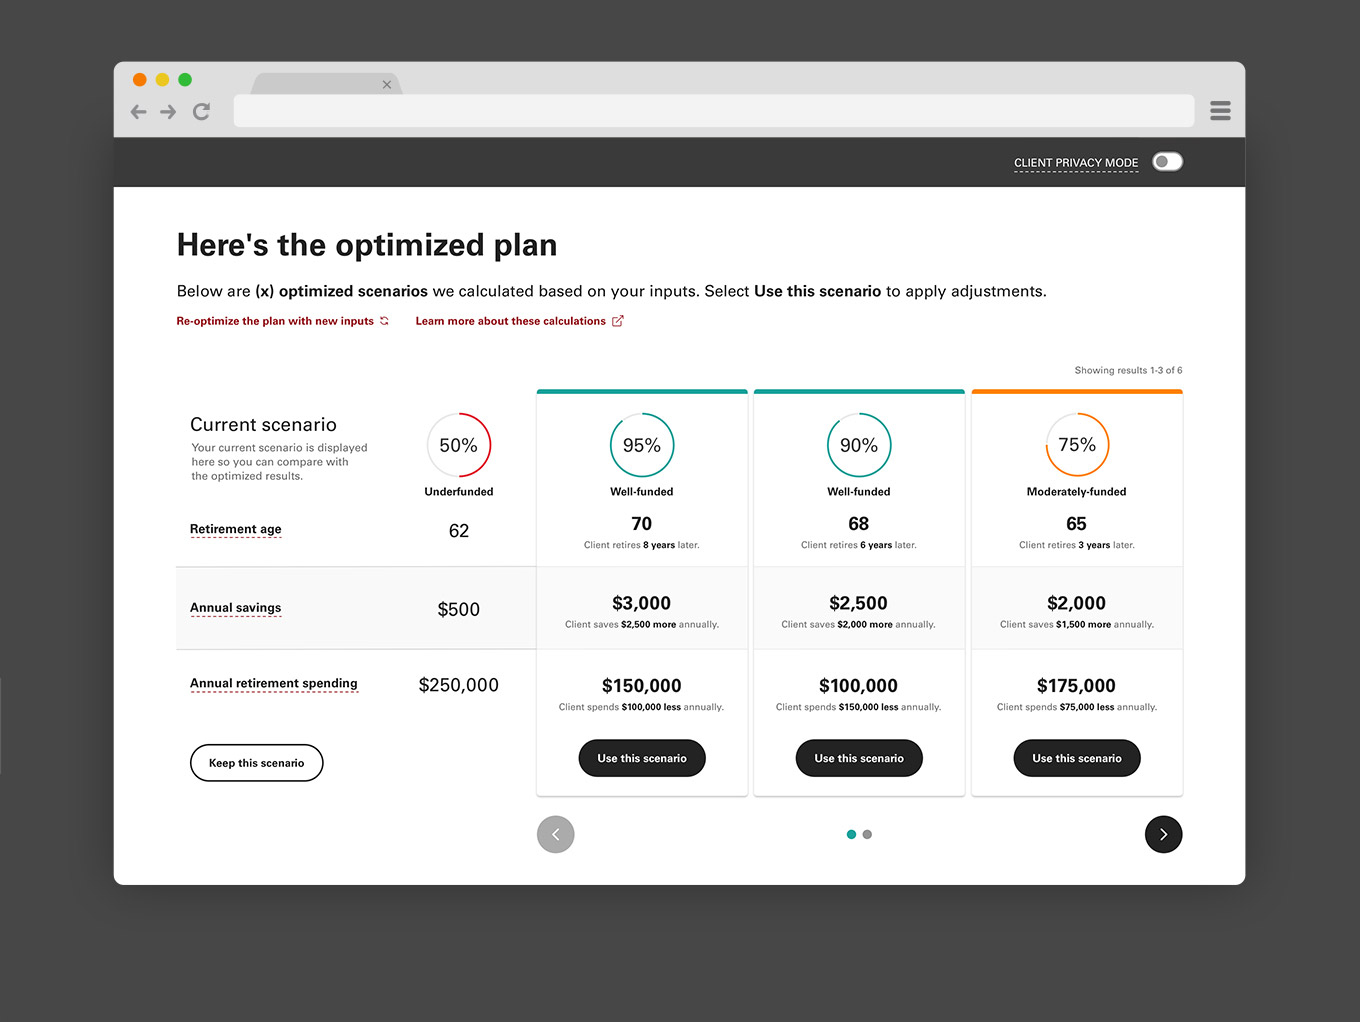 CLIENT PRIVACY MODE
Here's the optimized plan
Below are (x) optimized scenarios we calculated based on your inputs. Select Use this scenario to apply adjustments.
Re-optimize the plan with new inputs
Learn more about these calculations
Showing results 1-3 of 6
Current scenario
Your current scenario is displayed
here so you can compare with
the optimized results.
50%
Underfunded
95%
Well-funded
90%
Well-funded
75%
Moderately-funded
Retirement age
62
70
Client retires 8 years later.
68
Client retires 6 years later.
65
Client retires 3 years later.
Annual savings
$500
$3,000
Client saves $2,500 more annually.
$2,500
Client saves $2,000 more annually.
$2,000
Client saves $1,500 more annually.
Annual retirement spending
$250,000
$150,000
Client spends $100,000 less annually.
$100,000
Client spends $150,000 less annually.
$175,000
Client spends $75,000 less annually.
Keep this scenario
Use this scenario
Use this scenario
Use this scenario